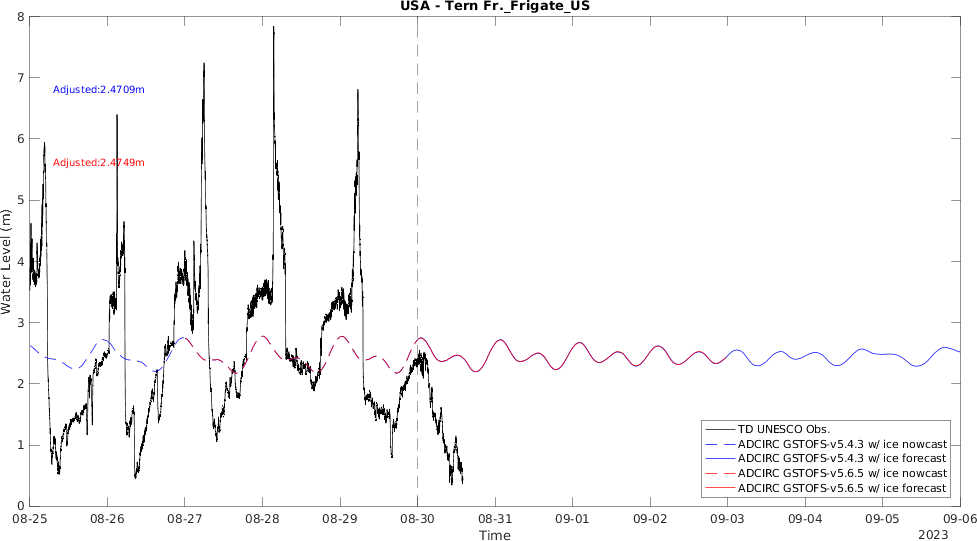 USA - Tern Fr._Frigate_US
8
7
6
5
4
3
2
1
0
Water Level (m)
Adjusted:2.4709m
Adjusted:2.4749m
TD UNESCO Obs.
ADCIRC GSTOFS-v5.4.3 w/ ice nowcast
ADCIRC GSTOFS-v5.4.3 w/ ice forecast
ADCIRC GSTOFS-v5.6.5 w/ ice nowcast
ADCIRC GSTOFS-v5.6.5 w/ ice forecast
08-25 08-26 08-27 08-28 08-29 08-30 08-31 09-01 09-02 09-03 09-04 09-05 09-06
Time
2023